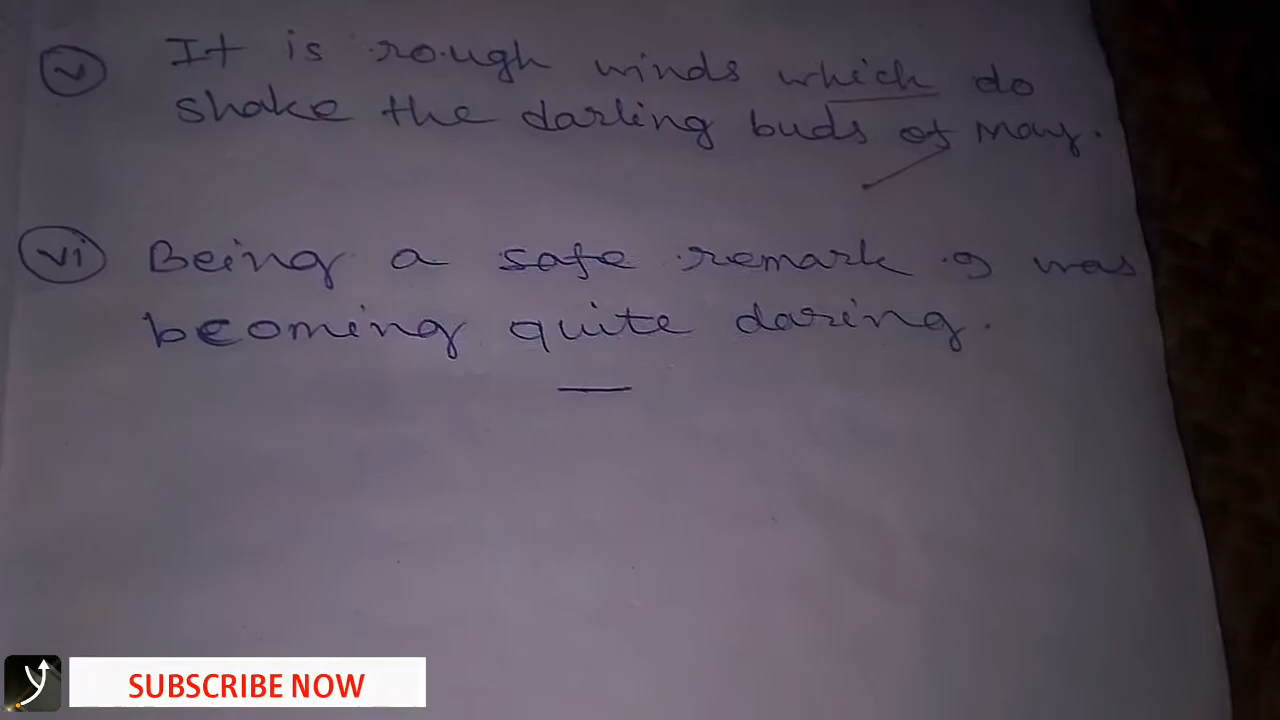 (v) It is rough winds which do
shake the darling buds of May.
(vi) Being a safe remark I was
becoming quite daring.
SUBSCRIBE NOW